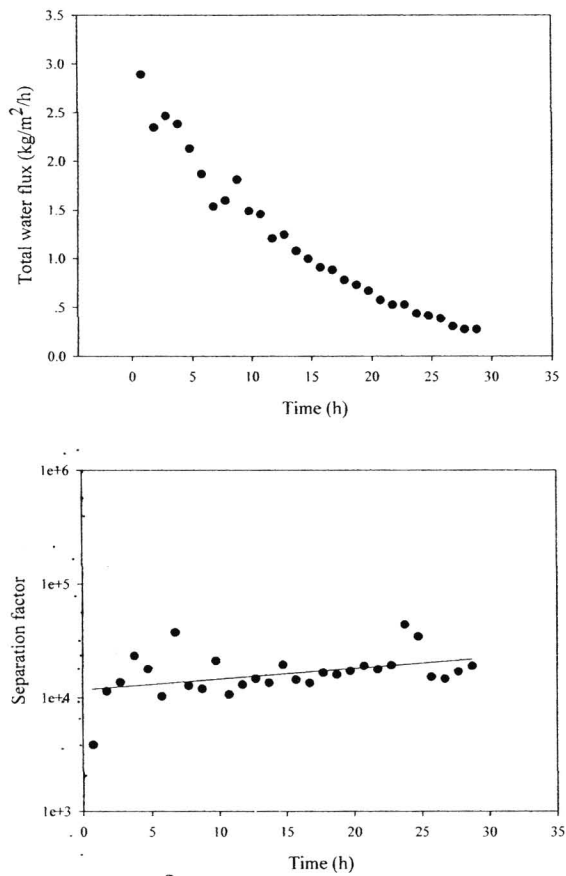 3.5
3.0
2.5
2.0
1.5
1.0
.5
0.0
Total water flux (kg/m²/h)
0 5 10 15 20 25 30 35
Time (h)
1e+6
1e+5
1e+4
1e+3
Separation factor
0 5 10 15 20 25 30 35
Time (h)